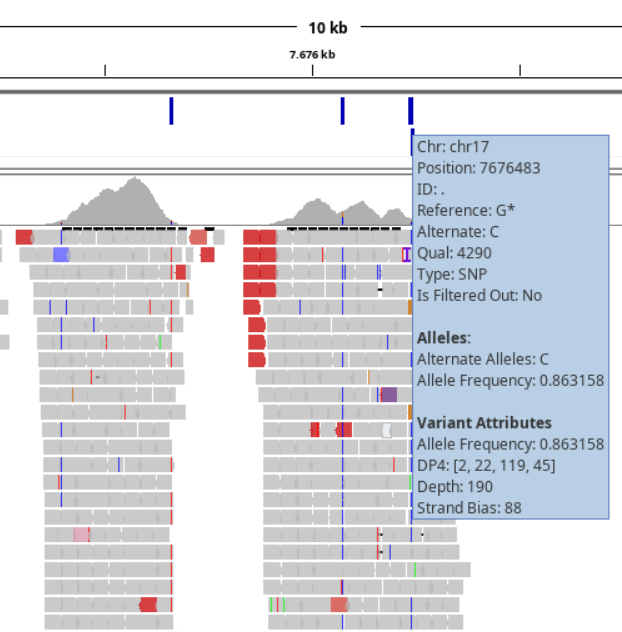 10 kb
7.676 kb
Chr: chr17
Position: 7676483
ID: .
Reference: G*
Alternate: C
Qual: 4290
Type: SNP
Is Filtered Out: No
Alleles:
Alternate Alleles: C
Allele Frequency: 0.863158
Variant Attributes
Allele Frequency: 0.863158
DP4: [2, 22, 119, 45]
Depth: 190
Strand Bias: 88